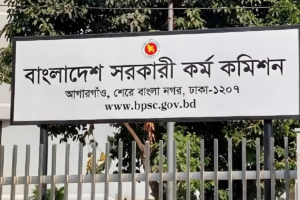 বাংলাদেশ সরকারী কর্ম কমিশন
আগারগাঁও, শেরে বাংলা নগর, ঢাকা-১২০৭
www.bpsc.gov.bd